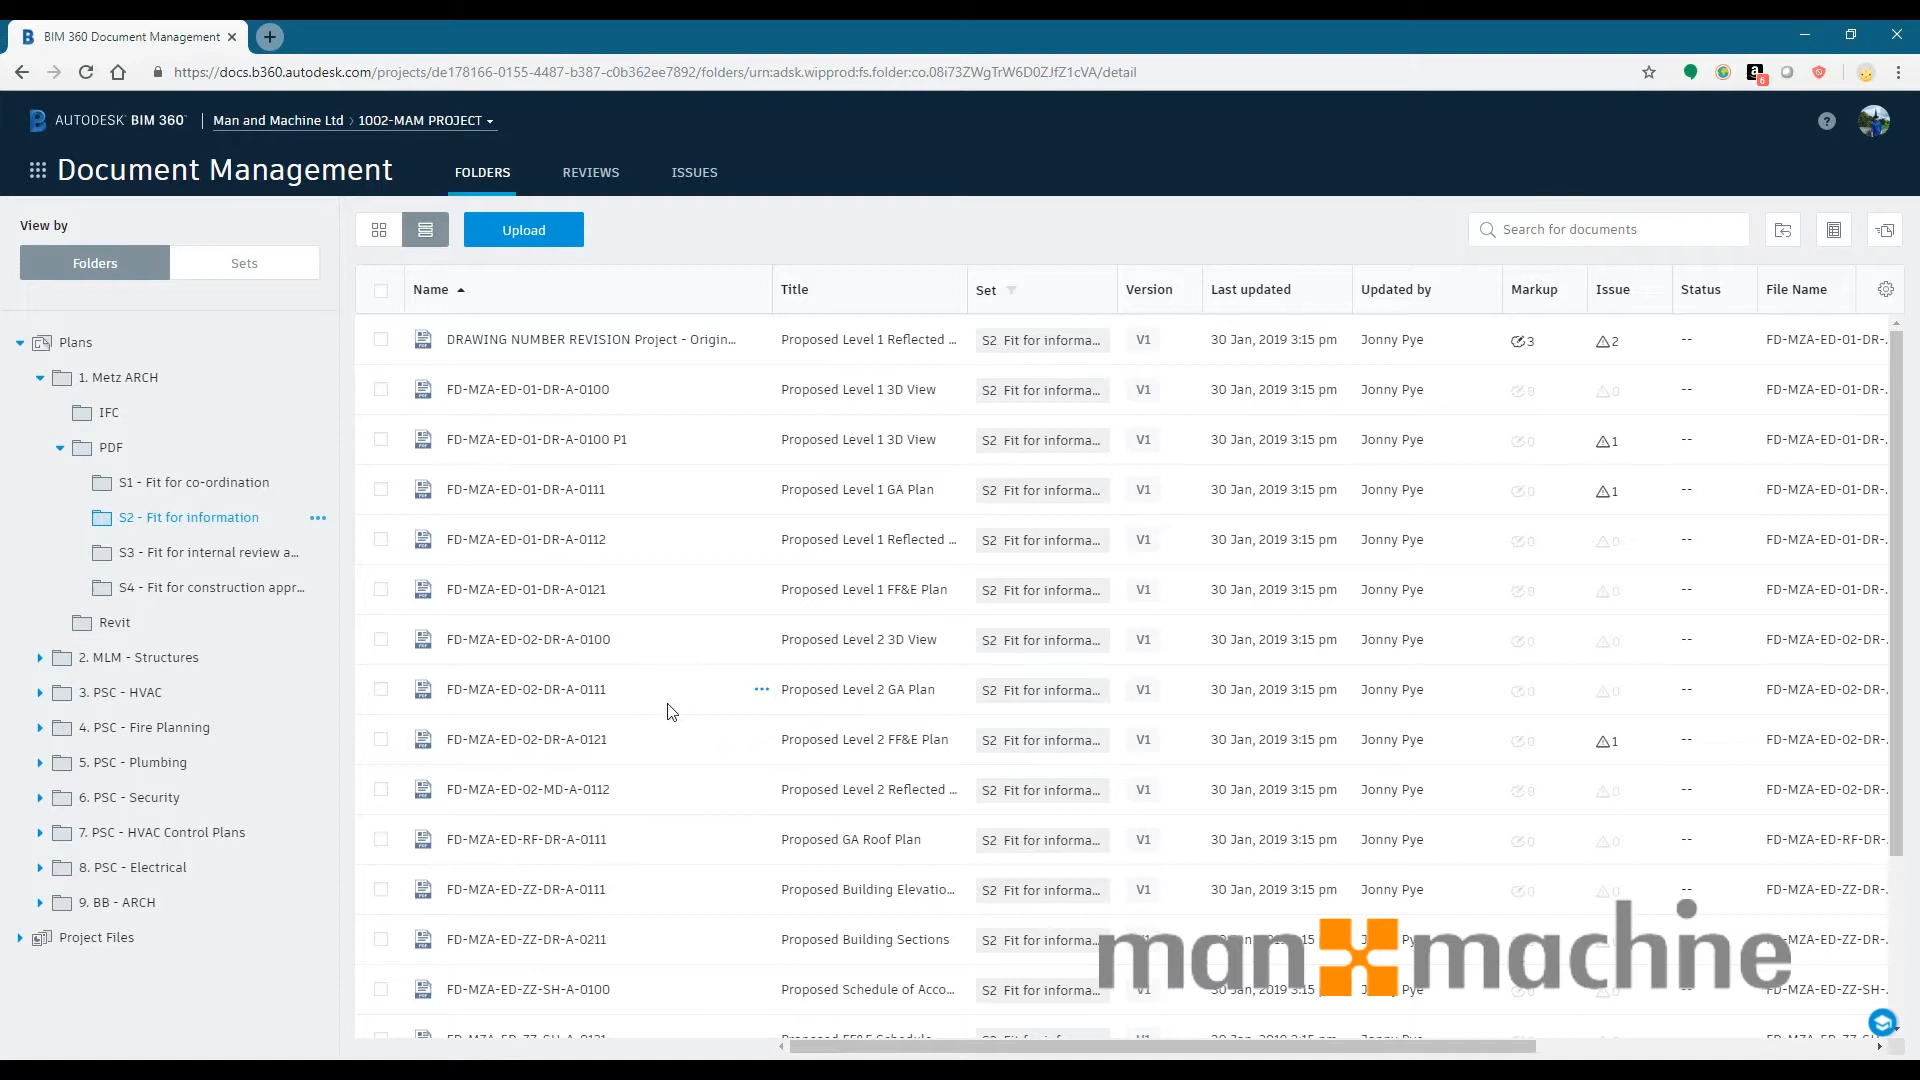 BIM 360 Document Management
https://docs.b360.autodesk.com/projects/de178166-0155-4487-b387-c0b362ee7892/folders/urn:adsk.wipprod:fs.folder:co.08i73ZWgTrW6D0ZJfZ1cVA/detail
6
AUTODESK BIM 360 Man and Machine Ltd > 1002-MAM PROJECT
?
Document Management FOLDERS REVIEWS ISSUES
View by
Folders Sets
Plans
1. Metz ARCH
IFC
PDF
S1 - Fit for co-ordination
S2 - Fit for information
S3 - Fit for internal review a...
S4 - Fit for construction appr...
Revit
2. MLM - Structures
3. PSC - HVAC
4. PSC - Fire Planning
5. PSC - Plumbing
6. PSC - Security
7. PSC - HVAC Control Plans
8. PSC - Electrical
9. BB - ARCH
Project Files
Upload
Search for documents
Name Title Set Version Last updated Updated by Markup Issue Status File Name
DRAWING NUMBER REVISION Project - Origin... Proposed Level 1 Reflected ... S2 Fit for informa... V1 30 Jan, 2019 3:15 pm Jonny Pye 3 2 -- FD-MZA-ED-01-DR-...
FD-MZA-ED-01-DR-A-0100 Proposed Level 1 3D View S2 Fit for informa... V1 30 Jan, 2019 3:15 pm Jonny Pye 0 0 -- FD-MZA-ED-01-DR-...
FD-MZA-ED-01-DR-A-0100 P1 Proposed Level 1 3D View S2 Fit for informa... V1 30 Jan, 2019 3:15 pm Jonny Pye 0 1 -- FD-MZA-ED-01-DR-...
FD-MZA-ED-01-DR-A-0111 Proposed Level 1 GA Plan S2 Fit for informa... V1 30 Jan, 2019 3:15 pm Jonny Pye 0 1 -- FD-MZA-ED-01-DR-...
FD-MZA-ED-01-DR-A-0112 Proposed Level 1 Reflected ... S2 Fit for informa... V1 30 Jan, 2019 3:15 pm Jonny Pye 0 0 -- FD-MZA-ED-01-DR-...
FD-MZA-ED-01-DR-A-0121 Proposed Level 1 FF&E Plan S2 Fit for informa... V1 30 Jan, 2019 3:15 pm Jonny Pye 0 0 -- FD-MZA-ED-01-DR-...
FD-MZA-ED-02-DR-A-0100 Proposed Level 2 3D View S2 Fit for informa... V1 30 Jan, 2019 3:15 pm Jonny Pye 0 0 -- FD-MZA-ED-02-DR-...
FD-MZA-ED-02-DR-A-0111 ... Proposed Level 2 GA Plan S2 Fit for informa... V1 30 Jan, 2019 3:15 pm Jonny Pye 0 0 -- FD-MZA-ED-02-DR-...
FD-MZA-ED-02-DR-A-0121 Proposed Level 2 FF&E Plan S2 Fit for informa... V1 30 Jan, 2019 3:15 pm Jonny Pye 0 1 -- FD-MZA-ED-02-DR-...
FD-MZA-ED-02-MD-A-0112 Proposed Level 2 Reflected ... S2 Fit for informa... V1 30 Jan, 2019 3:15 pm Jonny Pye 0 0 -- FD-MZA-ED-02-DR-...
FD-MZA-ED-RF-DR-A-0111 Proposed GA Roof Plan S2 Fit for informa... V1 30 Jan, 2019 3:15 pm Jonny Pye 0 0 -- FD-MZA-ED-RF-DR-...
FD-MZA-ED-ZZ-DR-A-0111 Proposed Building Elevatio... S2 Fit for informa... V1 30 Jan, 2019 3:15 pm Jonny Pye 0 0 -- FD-MZA-ED-ZZ-DR-...
FD-MZA-ED-ZZ-DR-A-0211 Proposed Building Sections S2 Fit for informa... Pye FD-MZA-ED-ZZ-DR-...
man machine
FD-MZA-ED-ZZ-SH-A-0100 Proposed Schedule of Acco... S2 Fit for informa... V1 30 Jan, 2019 3:15 Jonny Pye FD-MZA-ED-ZZ-SH-...